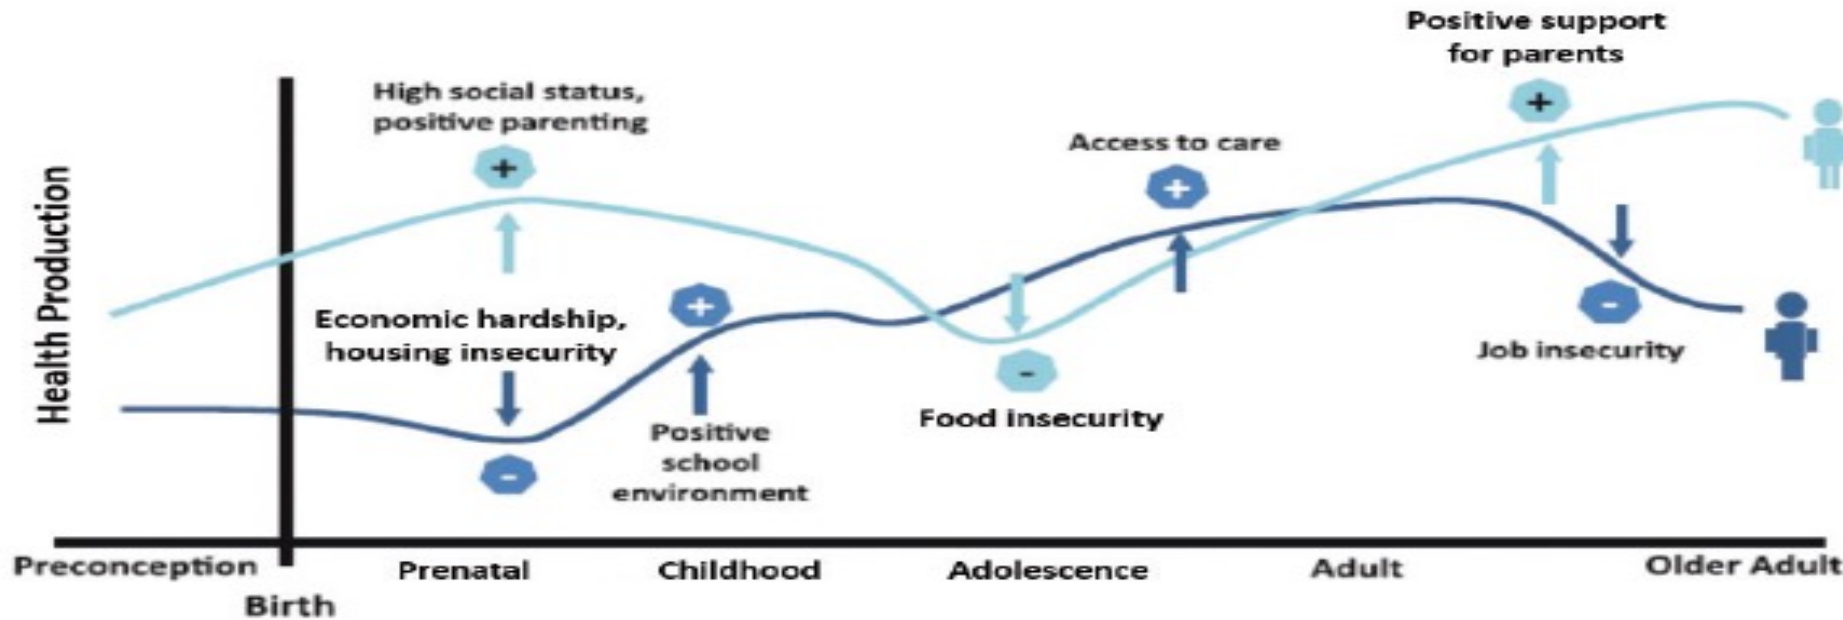 Positive support
for parents
+
High social status,
positive parenting
+
Access to care
+
Health Production
Economic hardship,
housing insecurity
+
-
Job insecurity
-
Food insecurity
Positive
school
environment
-
Preconception
Birth
Prenatal
Childhood
Adolescence
Adult
Older Adult